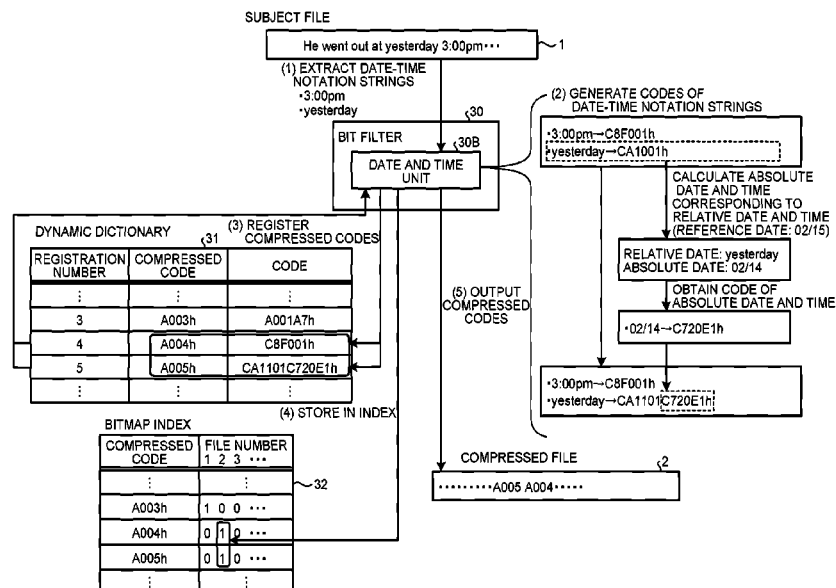 SUBJECT FILE
He went out at yesterday 3:00pm･･･
1
(1) EXTRACT DATE-TIME
NOTATION STRINGS
･3:00pm
･yesterday
30
BIT FILTER
30B
DATE AND TIME
UNIT
(2) GENERATE CODES OF
DATE-TIME NOTATION STRINGS
･3:00pm→C8F001h
･yesterday→CA1001h
CALCULATE ABSOLUTE
DATE AND TIME
CORRESPONDING TO
RELATIVE DATE AND TIME
(REFERENCE DATE: 02/15)
RELATIVE DATE: yesterday
ABSOLUTE DATE: 02/14
OBTAIN CODE OF
ABSOLUTE DATE AND TIME
･02/14→C720E1h
･3:00pm→C8F001h
･yesterday→CA1101C720E1h
(3) REGISTER
COMPRESSED CODES
DYNAMIC DICTIONARY
31
REGISTRATION NUMBER COMPRESSED CODE CODE
⋮ ⋮ ⋮
3 A003h A001A7h
4 A004h C8F001h
5 A005h CA1101C720E1h
⋮ ⋮ ⋮
(4) STORE IN INDEX
(5) OUTPUT
COMPRESSED
CODES
BITMAP INDEX
COMPRESSED CODE FILE NUMBER
1 2 3 ･･･
⋮ ⋮
32
A003h 1 0 0 ･･･
A004h 0 1 0 ･･･
A005h 0 1 0 ･･･
⋮ ⋮
COMPRESSED FILE
2
･････････A005 A004･････